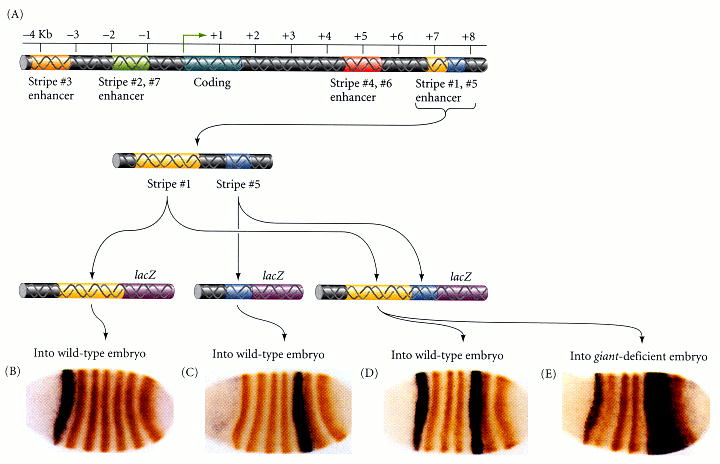 (A)
–4 Kb –3 –2 –1 +1 +2 +3 +4 +5 +6 +7 +8
Stripe #3 enhancer
Stripe #2, #7 enhancer
Coding
Stripe #4, #6 enhancer
Stripe #1, #5 enhancer
Stripe #1 Stripe #5
lacZ lacZ lacZ
Into wild-type embryo Into wild-type embryo Into wild-type embryo Into giant-deficient embryo
(B) (C) (D) (E)